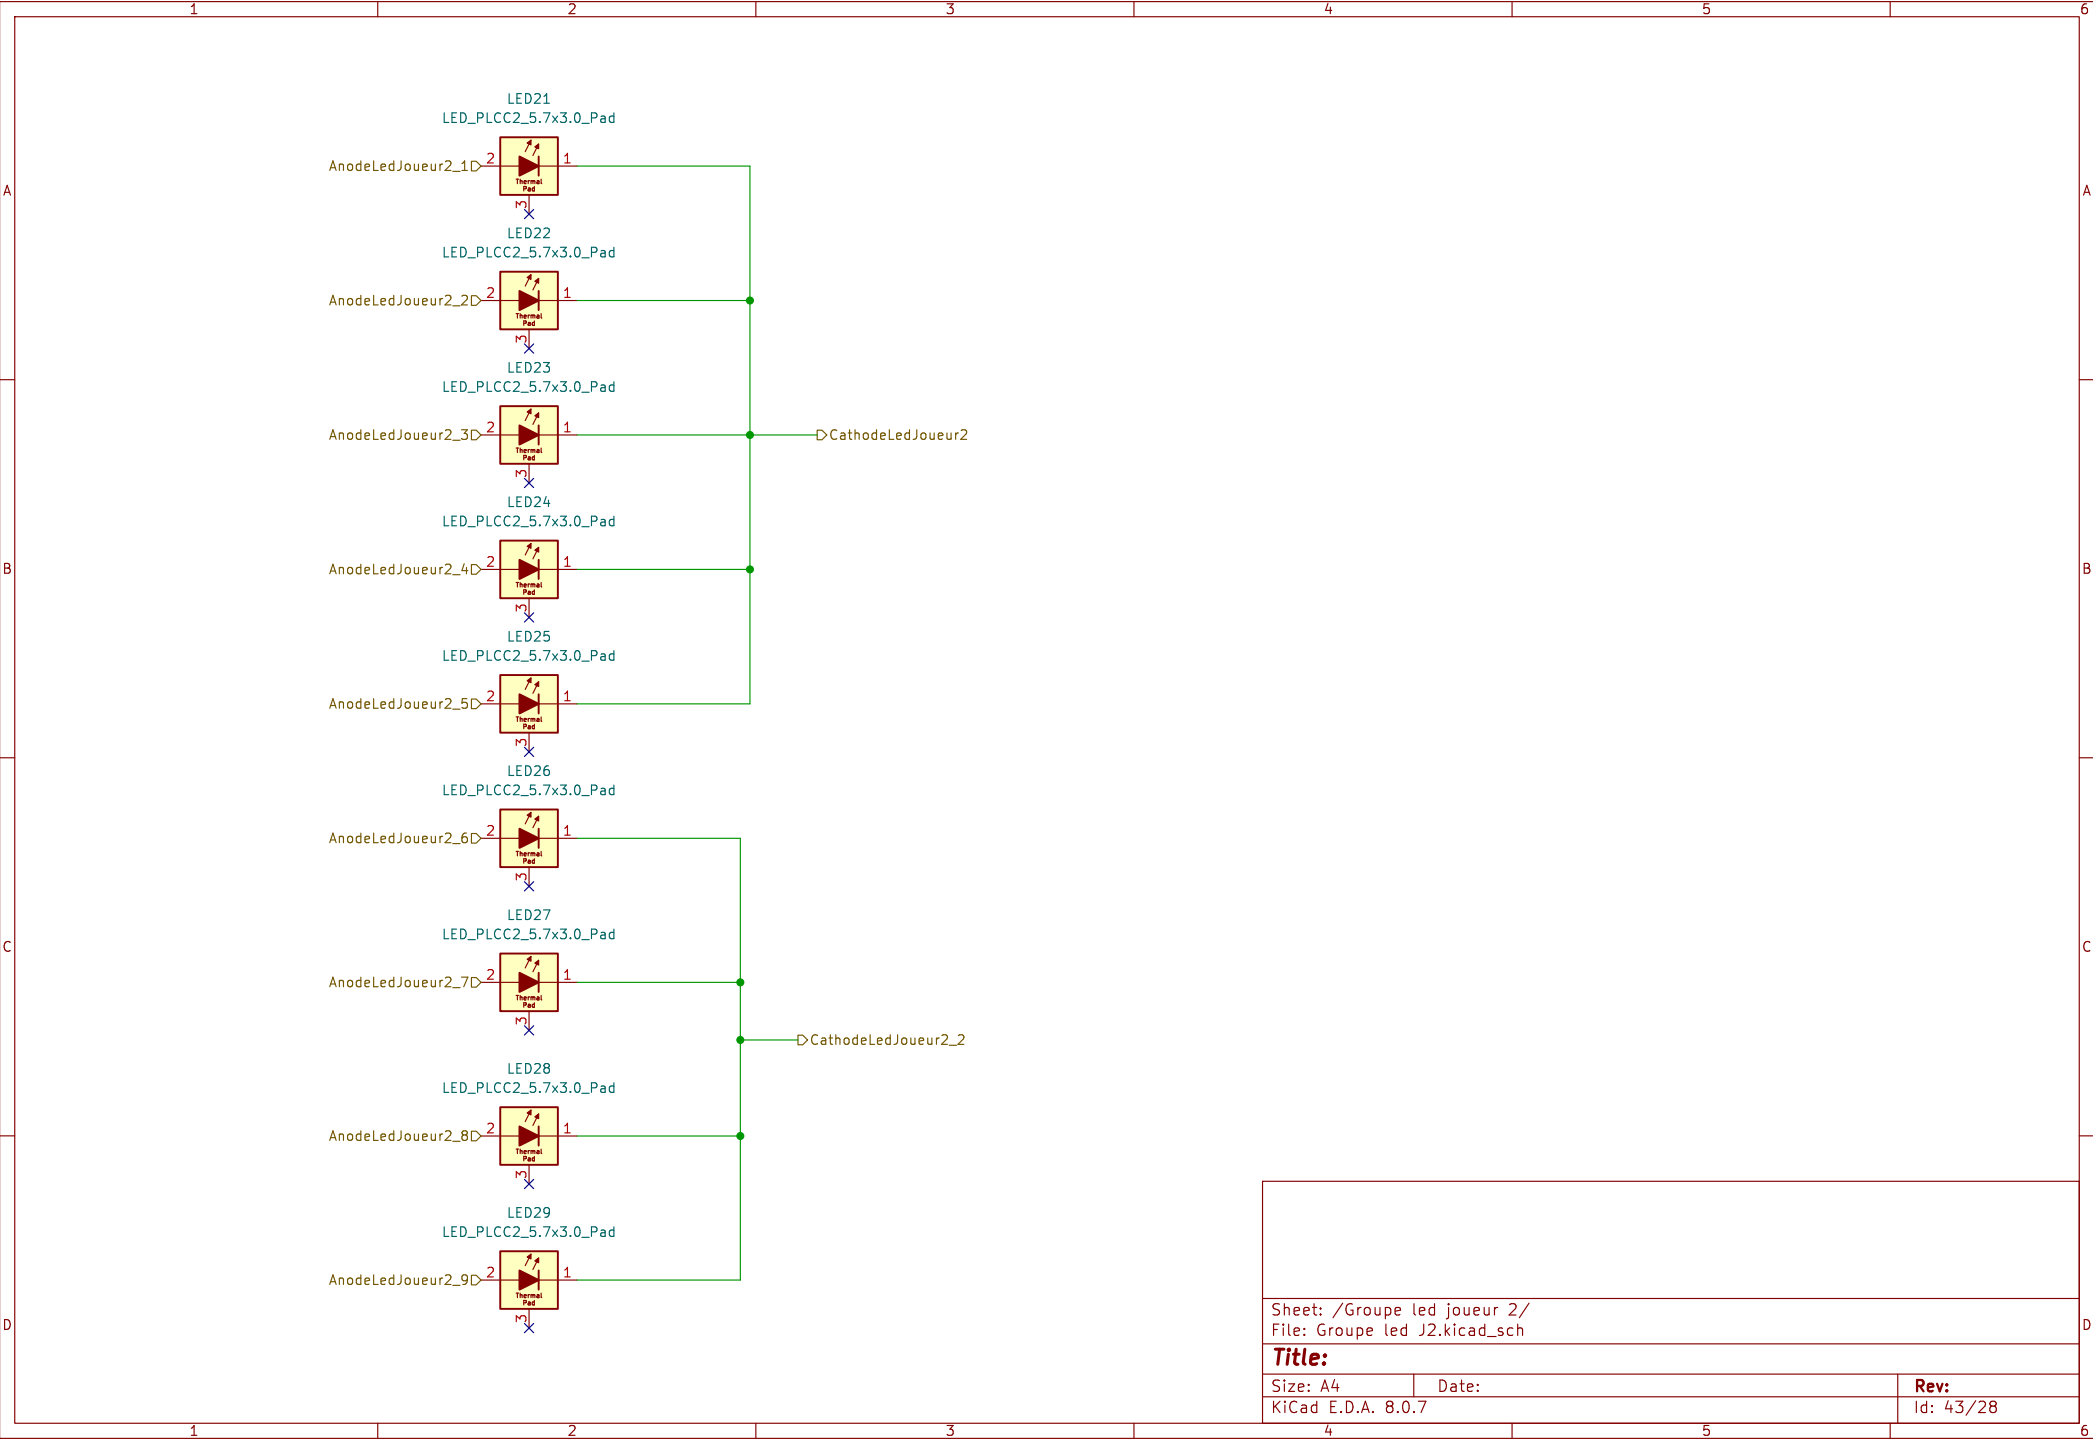 1 2 3 4 5 6
LED21
LED_PLCC2_5.7x3.0_Pad
AnodeLedJoueur2_1 2 1
Thermal
Pad
3
A A
LED22
LED_PLCC2_5.7x3.0_Pad
AnodeLedJoueur2_2 2 1
Thermal
Pad
3
LED23
LED_PLCC2_5.7x3.0_Pad
AnodeLedJoueur2_3 2 1 CathodeLedJoueur2
Thermal
Pad
3
LED24
LED_PLCC2_5.7x3.0_Pad
B AnodeLedJoueur2_4 2 1 B
Thermal
Pad
3
LED25
LED_PLCC2_5.7x3.0_Pad
AnodeLedJoueur2_5 2 1
Thermal
Pad
3
LED26
LED_PLCC2_5.7x3.0_Pad
AnodeLedJoueur2_6 2 1
Thermal
Pad
3
LED27
LED_PLCC2_5.7x3.0_Pad
C C
AnodeLedJoueur2_7 2 1
Thermal
Pad
3
CathodeLedJoueur2_2
LED28
LED_PLCC2_5.7x3.0_Pad
AnodeLedJoueur2_8 2 1
Thermal
Pad
3
LED29
LED_PLCC2_5.7x3.0_Pad
AnodeLedJoueur2_9 2 1
Thermal
Pad
3
D D
Sheet: /Groupe led joueur 2/
File: Groupe led J2.kicad_sch
Title:
Size: A4 Date: Rev:
KiCad E.D.A. 8.0.7 Id: 43/28
1 2 3 4 5 6